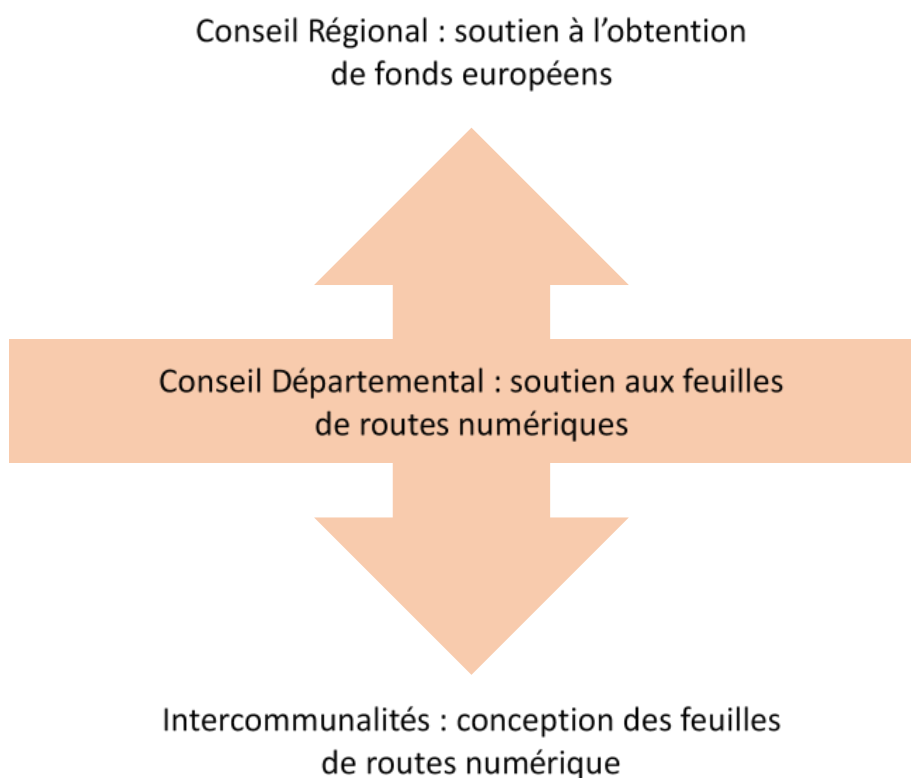 Conseil Régional : soutien à l’obtention
de fonds européens
Conseil Départemental : soutien aux feuilles
de routes numériques
Intercommunalités : conception des feuilles
de routes numérique